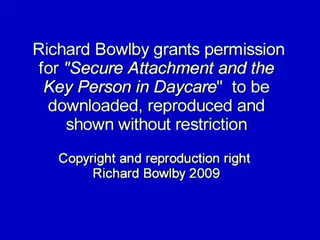 Richard Bowlby grants permission
for "Secure Attachment and the
Key Person in Daycare" to be
downloaded, reproduced and
shown without restriction
Copyright and reproduction right
Richard Bowlby 2009